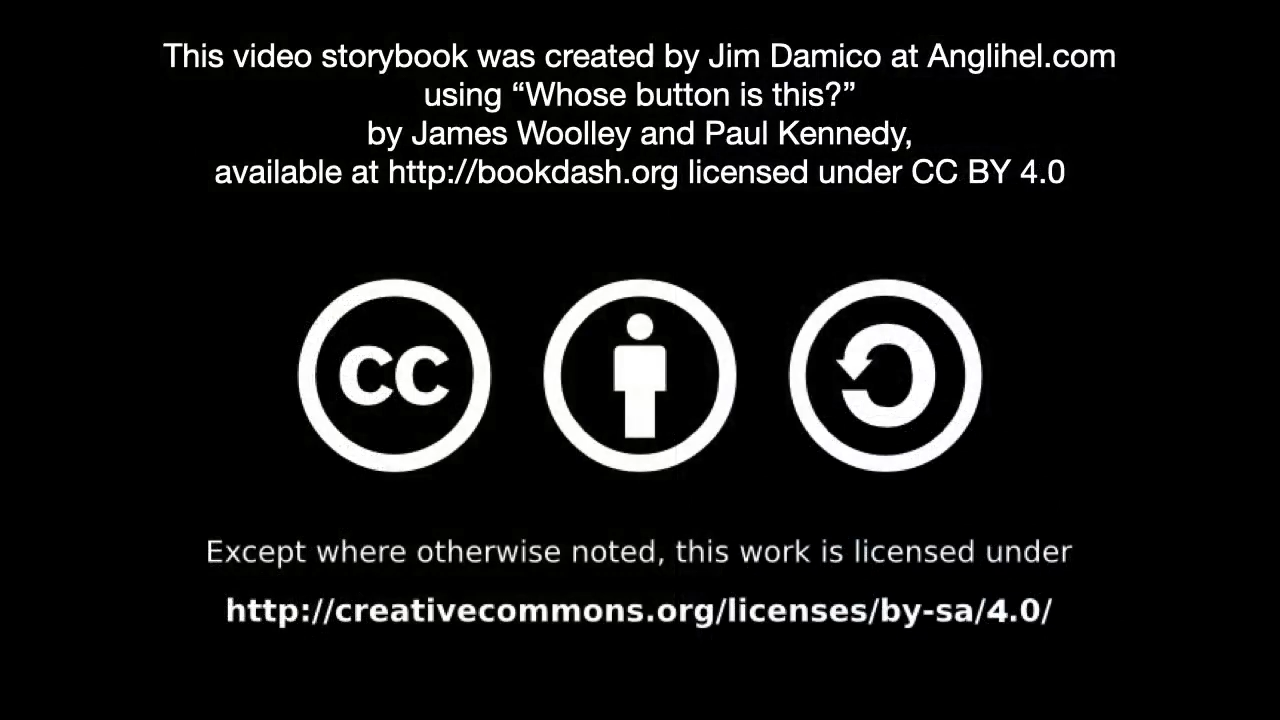 This video storybook was created by Jim Damico at Anglihel.com
using “Whose button is this?”
by James Woolley and Paul Kennedy,
available at http://bookdash.org licensed under CC BY 4.0
cc
Except where otherwise noted, this work is licensed under
http://creativecommons.org/licenses/by-sa/4.0/